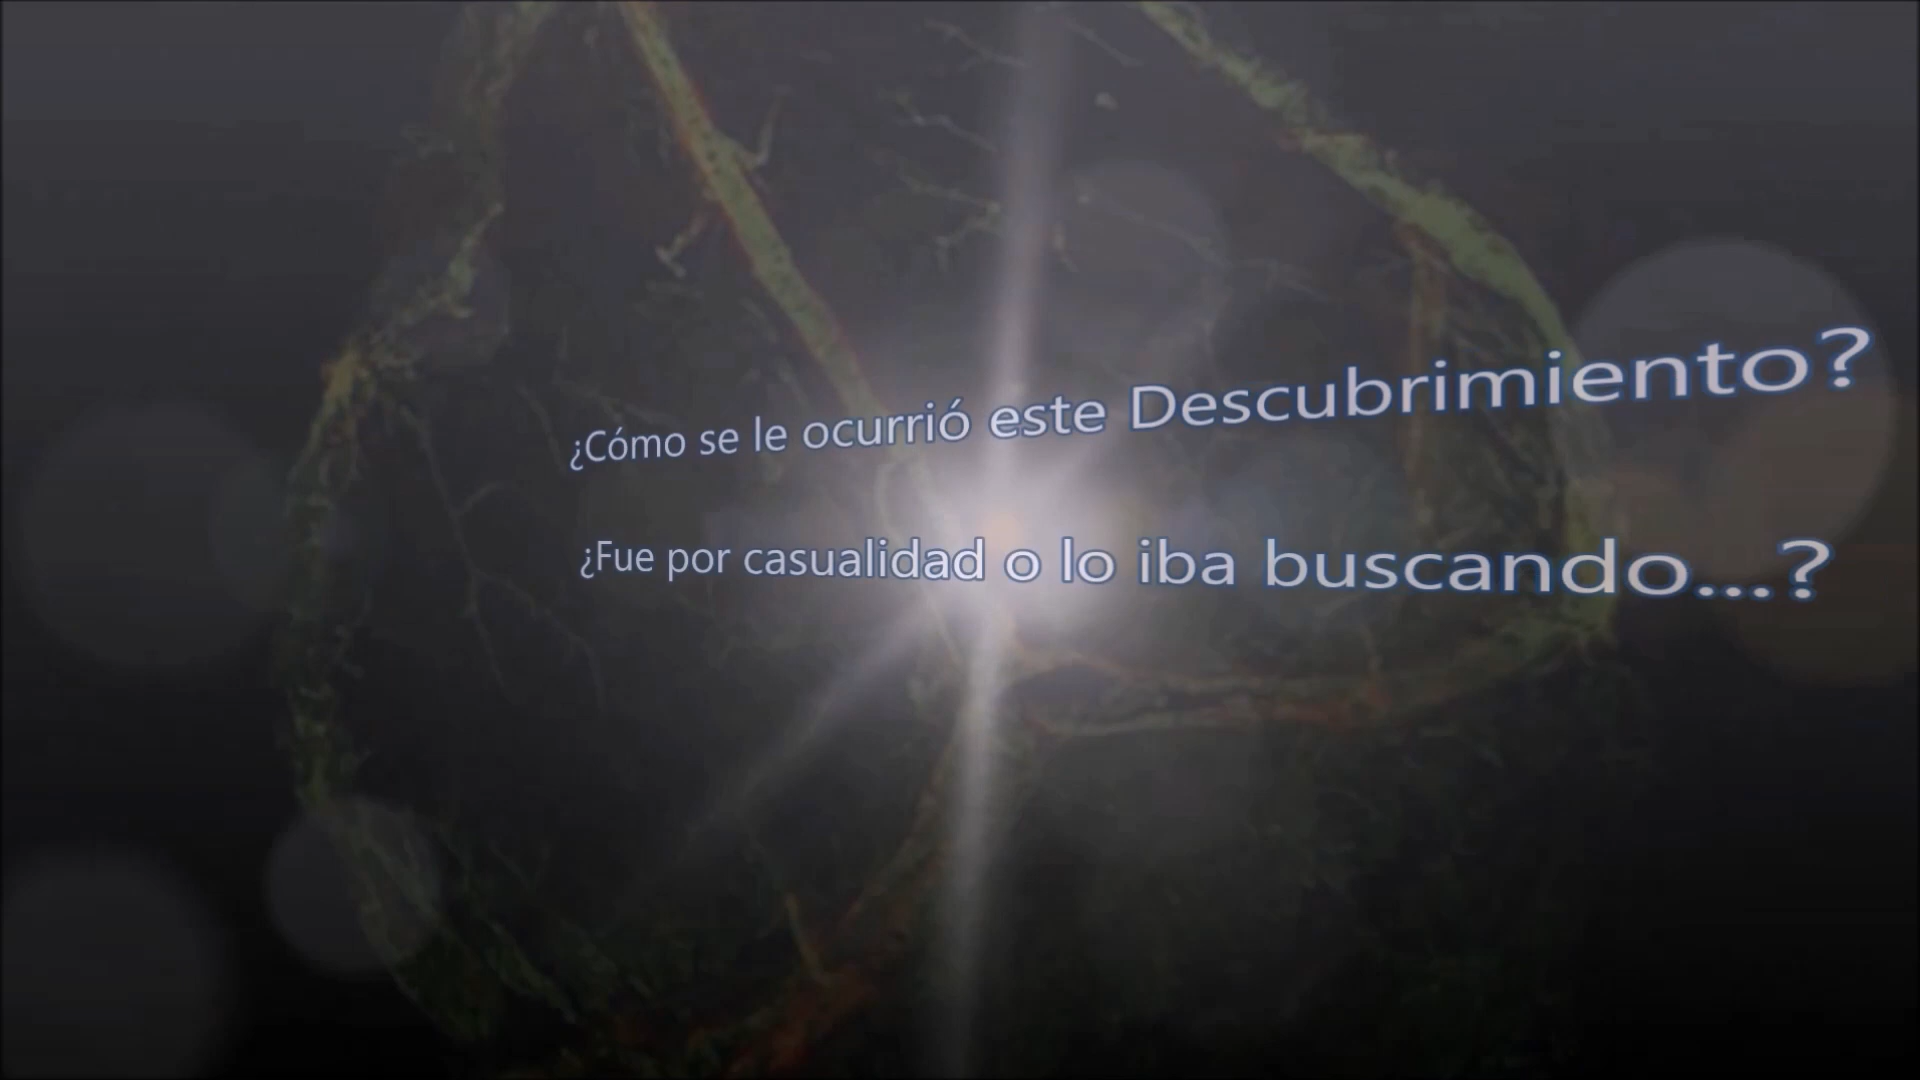 ¿Cómo se le ocurrió este Descubrimiento?
¿Fue por casualidad o lo iba buscando...?